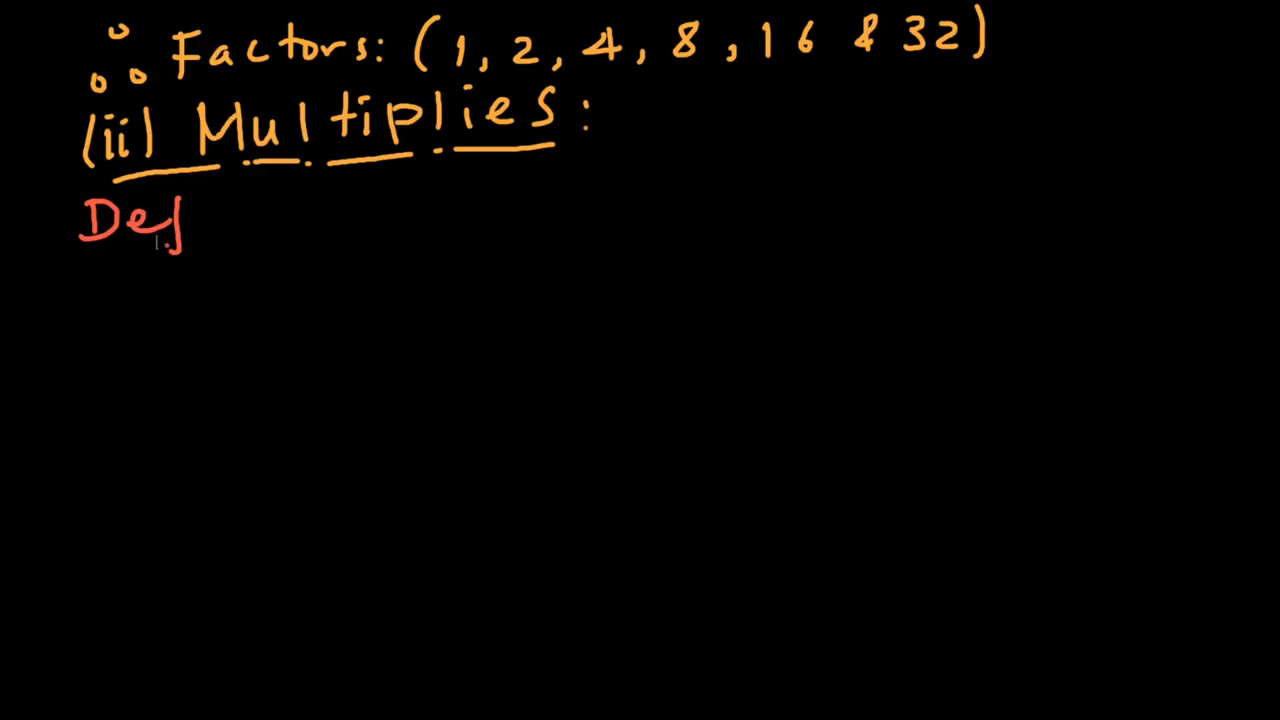 ∴ Factors: (1, 2, 4, 8, 16 & 32)
(ii) Multiplies:
Def